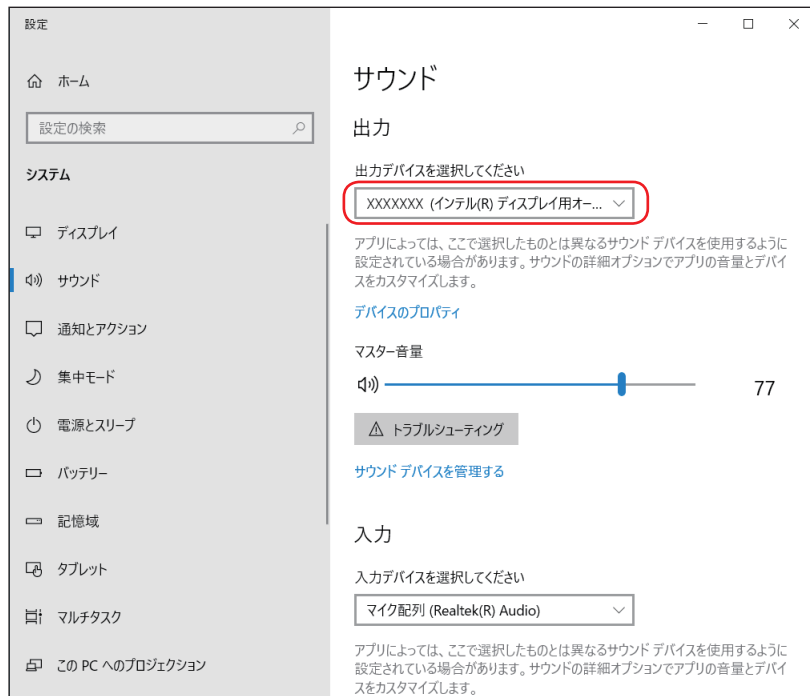 設定
ホーム
設定の検索
システム
ディスプレイ
サウンド
通知とアクション
集中モード
電源とスリープ
バッテリー
記憶域
タブレット
マルチタスク
この PC へのプロジェクション
サウンド
出力
出力デバイスを選択してください
XXXXXXX (インテル(R) ディスプレイ用オー...
アプリによっては、ここで選択したものとは異なるサウンド デバイスを使用するように
設定されている場合があります。サウンドの詳細オプションでアプリの音量とデバイ
スをカスタマイズします。
デバイスのプロパティ
マスター音量
77
トラブルシューティング
サウンド デバイスを管理する
入力
入力デバイスを選択してください
マイク配列 (Realtek(R) Audio)
アプリによっては、ここで選択したものとは異なるサウンド デバイスを使用するように
設定されている場合があります。サウンドの詳細オプションでアプリの音量とデバイ
スをカスタマイズします。